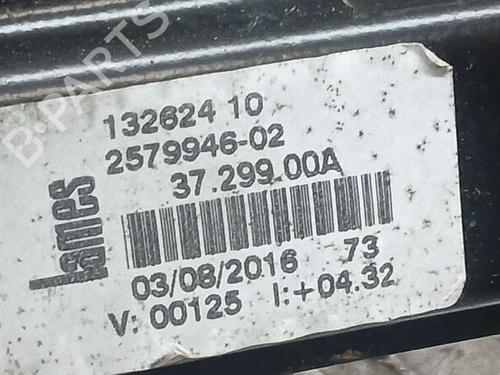 B-PARTS
132624 10
2579946-02
37.299.00A
lames
03/08/2016 73
V: 00125 I:+04.32